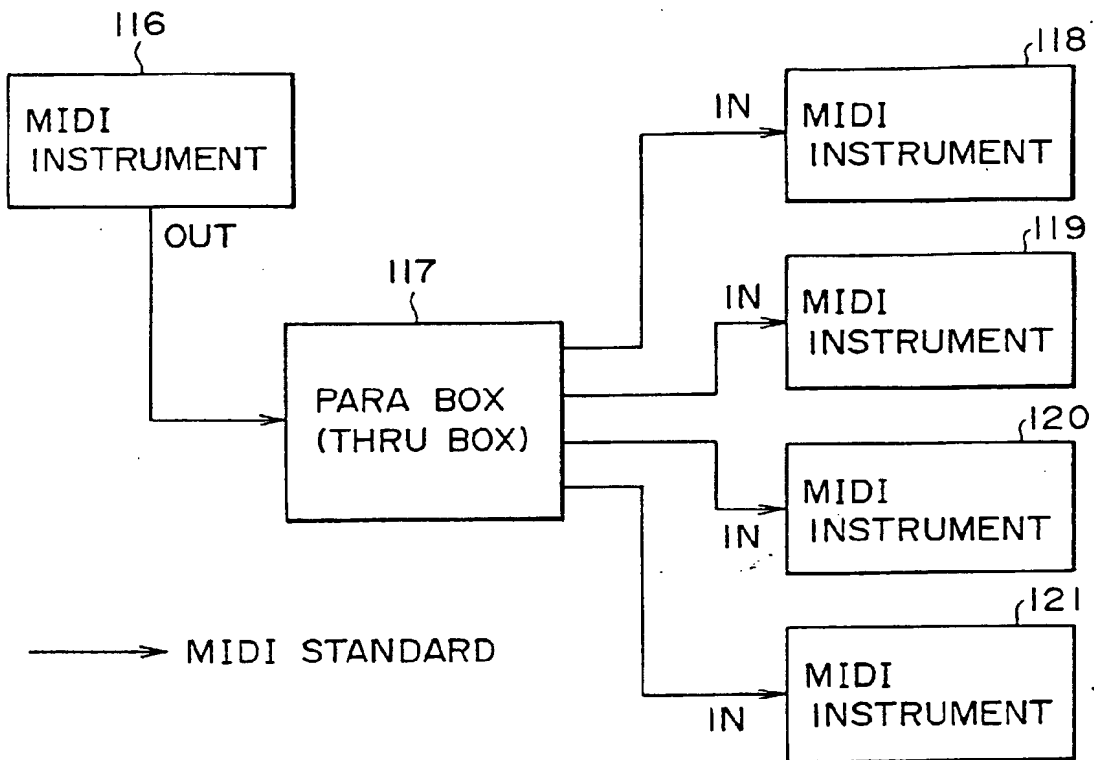 116
MIDI
INSTRUMENT
OUT
117
PARA BOX
(THRU BOX)
IN
118
MIDI
INSTRUMENT
IN
119
MIDI
INSTRUMENT
IN
120
MIDI
INSTRUMENT
IN
121
MIDI
INSTRUMENT
MIDI STANDARD